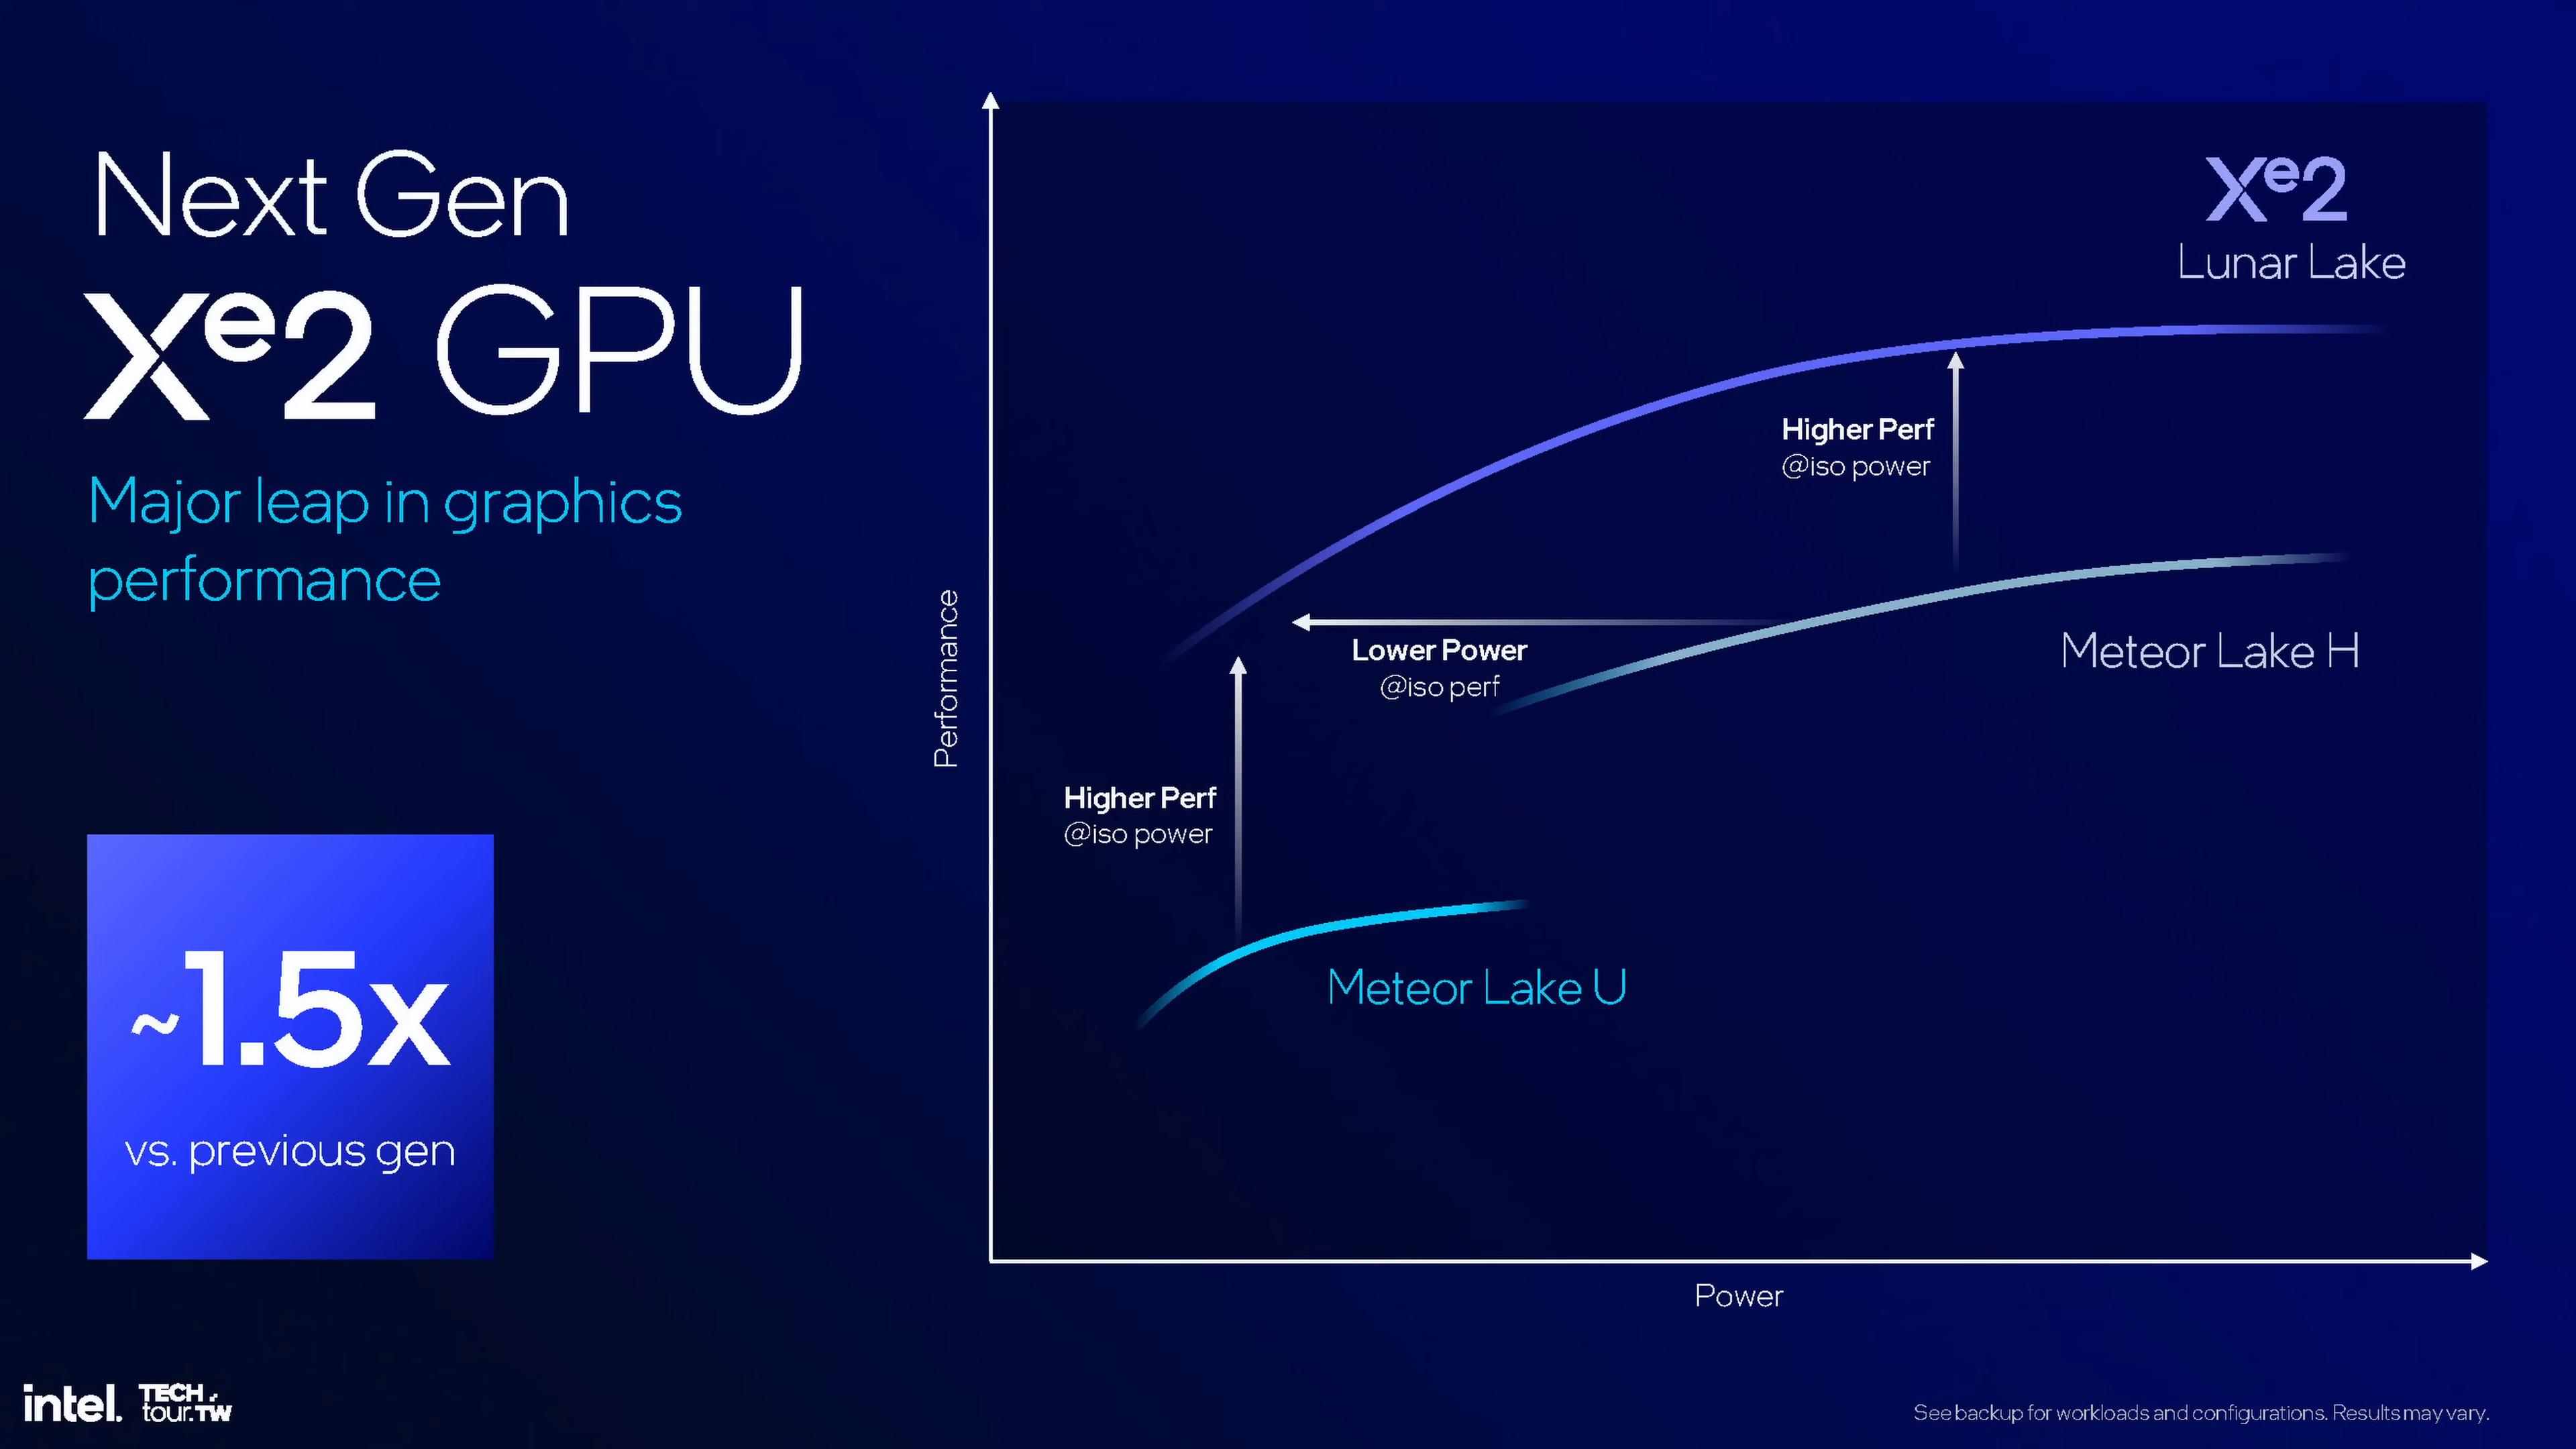 Next Gen
Xe2 GPU
Major leap in graphics
performance
~1.5x
vs. previous gen
Performance
Xe2
Lunar Lake
Higher Perf
@iso power
Lower Power
@iso perf
Meteor Lake H
Higher Perf
@iso power
Meteor Lake U
Power
intel.
TECH
tour.TW
See backup for workloads and configurations. Results may vary.